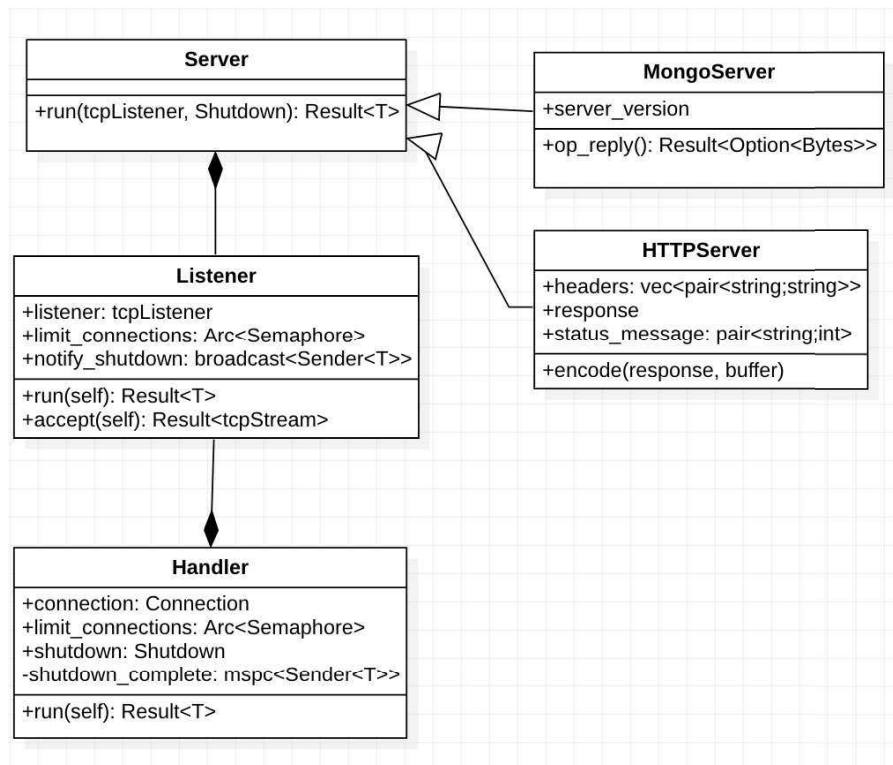 Server
+run(tcpListener, Shutdown): Result<T>
MongoServer
+server_version
+op_reply(): Result<Option<Bytes>>
HTTPServer
+headers: vec<pair<string;string>>
+response
+status_message: pair<string;int>
+encode(response, buffer)
Listener
+listener: tcpListener
+limit_connections: Arc<Semaphore>
+notify_shutdown: broadcast<Sender<T>>
+run(self): Result<T>
+accept(self): Result<tcpStream>
Handler
+connection: Connection
+limit_connections: Arc<Semaphore>
+shutdown: Shutdown
-shutdown_complete: mspc<Sender<T>>
+run(self): Result<T>